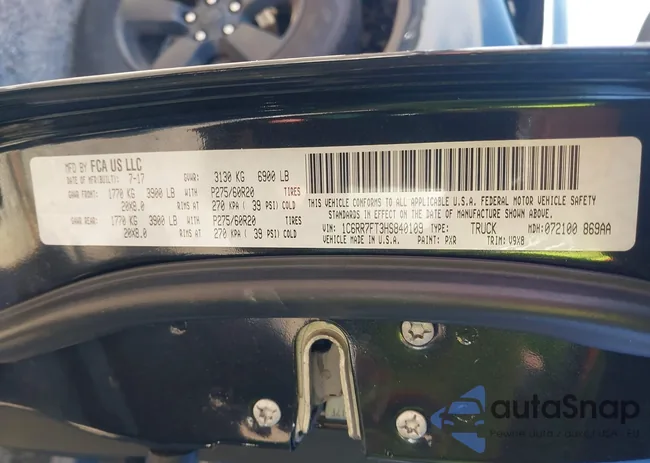 MFD BY FCA US LLC
DATE OF MFR(BUILT): 7-17 GVWR: 3130 KG 6900 LB
GAWR FRONT: 1770 KG 3900 LB WITH P275/60R20 TIRES
20X8.0 RIMS AT 270 KPA ( 39 PSI) COLD
GAWR REAR: 1770 KG 3900 LB WITH P275/60R20 TIRES
20X8.0 RIMS AT 270 KPA ( 39 PSI) COLD
THIS VEHICLE CONFORMS TO ALL APPLICABLE U.S.A. FEDERAL MOTOR VEHICLE SAFETY
STANDARDS IN EFFECT ON THE DATE OF MANUFACTURE SHOWN ABOVE.
VIN: 1C6RR7FT3HS840109 TYPE: TRUCK MDH: 072100 869AA
VEHICLE MADE IN U.S.A. PAINT: PXR TRIM: V9X8
autaSnap